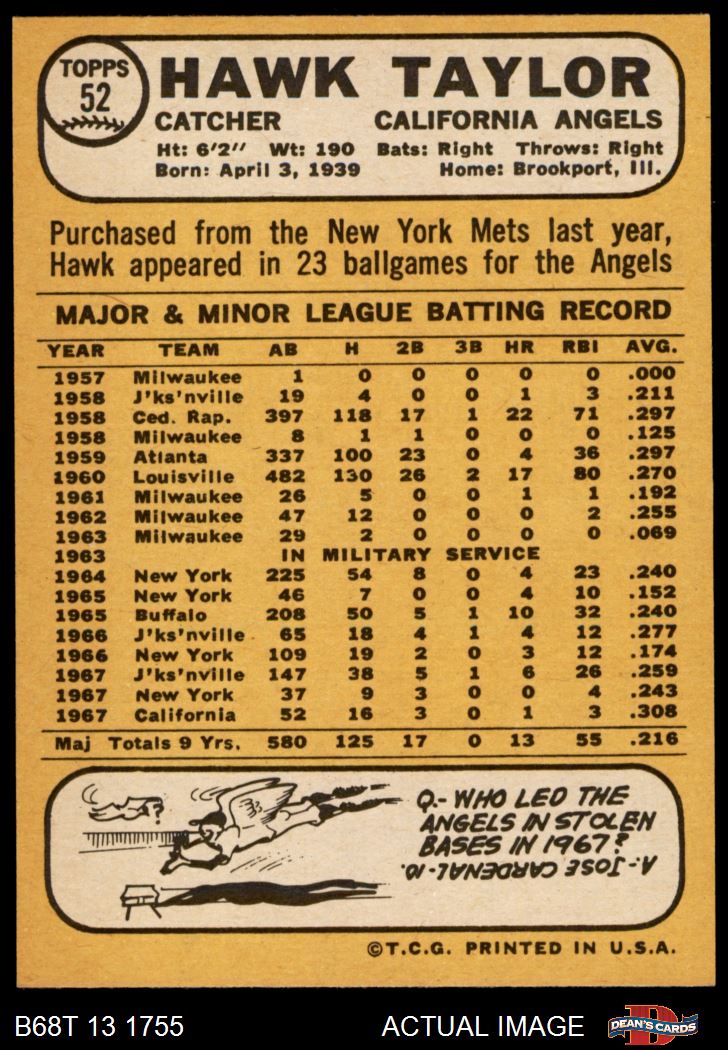 TOPPS
52
HAWK TAYLOR
CATCHER CALIFORNIA ANGELS
Ht: 6'2" Wt: 190 Bats: Right Throws: Right
Born: April 3, 1939 Home: Brookport, Ill.
Purchased from the New York Mets last year,
Hawk appeared in 23 ballgames for the Angels
MAJOR & MINOR LEAGUE BATTING RECORD
YEAR TEAM AB H 2B 3B HR RBI AVG.
1957 Milwaukee 1 0 0 0 0 0 .000
1958 J'ks'nville 19 4 0 0 1 3 .211
1958 Ced. Rap. 397 118 17 1 22 71 .297
1958 Milwaukee 8 1 1 0 0 0 .125
1959 Atlanta 337 100 23 0 4 36 .297
1960 Louisville 482 130 26 2 17 80 .270
1961 Milwaukee 26 5 0 0 1 1 .192
1962 Milwaukee 47 12 0 0 0 2 .255
1963 Milwaukee 29 2 0 0 0 0 .069
1963 IN MILITARY SERVICE
1964 New York 225 54 8 0 4 23 .240
1965 New York 46 7 0 0 4 10 .152
1965 Buffalo 208 50 5 1 10 32 .240
1966 J'ks'nville 65 18 4 1 4 12 .277
1966 New York 109 19 2 0 3 12 .174
1967 J'ks'nville 147 38 5 1 6 26 .259
1967 New York 37 9 3 0 0 4 .243
1967 California 52 16 3 0 1 3 .308
Maj Totals 9 Yrs. 580 125 17 0 13 55 .216
Q.- WHO LED THE
ANGELS IN STOLEN
BASES IN 1967?
A.- JOSE CARDENAL-10.
©T.C.G. PRINTED IN U.S.A.
B68T 13 1755 ACTUAL IMAGE
D
DEAN'S CARDS